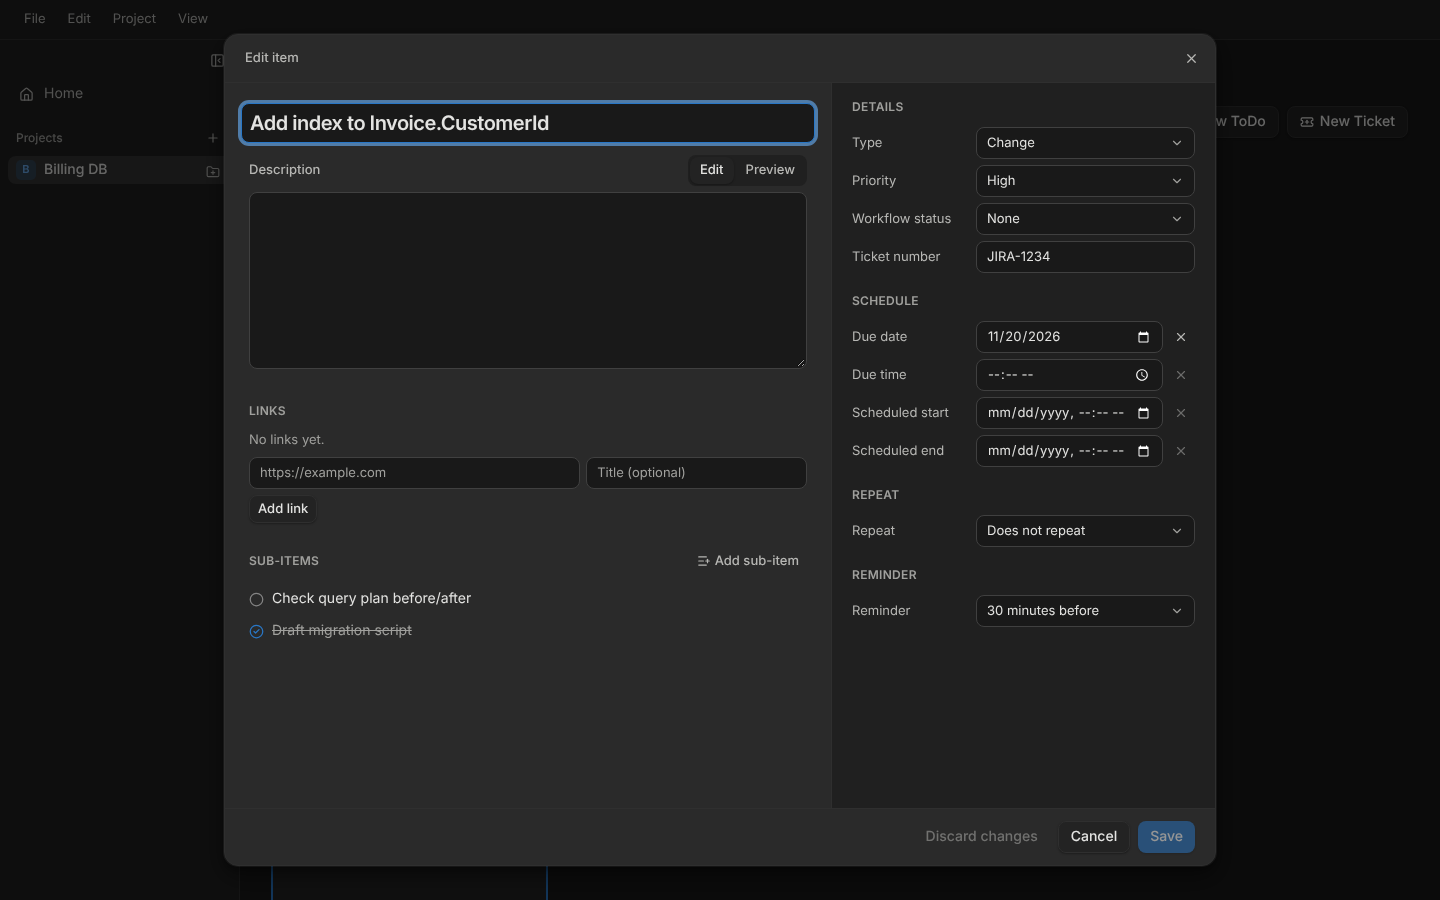 File Edit Project View
Edit item
Home
Projects
B Billing DB
w ToDo
New Ticket
Add index to Invoice.CustomerId
Description
Edit Preview
LINKS
No links yet.
https://example.com
Title (optional)
Add link
SUB-ITEMS
Add sub-item
Check query plan before/after
Draft migration script
DETAILS
Type Change
Priority High
Workflow status None
Ticket number JIRA-1234
SCHEDULE
Due date 11/20/2026
Due time --:-- --
Scheduled start mm/dd/yyyy, --:-- --
Scheduled end mm/dd/yyyy, --:-- --
REPEAT
Repeat Does not repeat
REMINDER
Reminder 30 minutes before
Discard changes Cancel Save